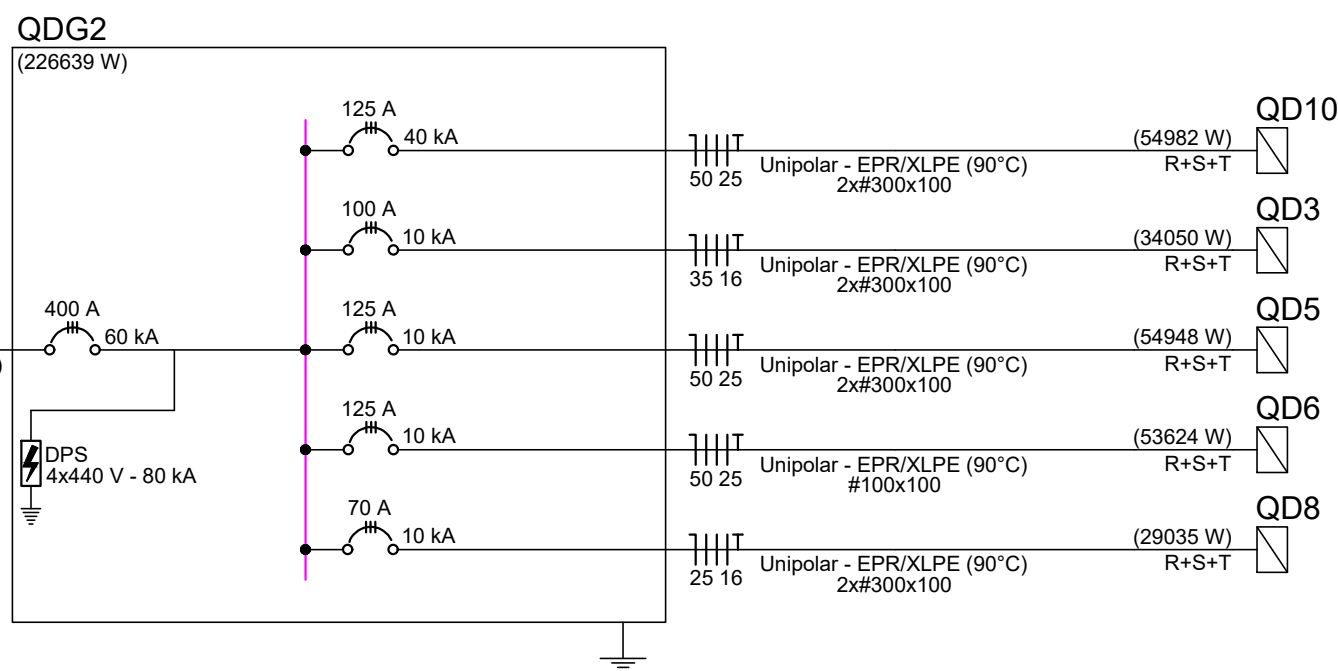 QDG2
(226639 W)
125 A
40 kA
50 25
Unipolar - EPR/XLPE (90°C)
2x#300x100
(54982 W)
R+S+T
QD10
100 A
10 kA
35 16
Unipolar - EPR/XLPE (90°C)
2x#300x100
(34050 W)
R+S+T
QD3
400 A
60 kA
)
125 A
10 kA
50 25
Unipolar - EPR/XLPE (90°C)
2x#300x100
(54948 W)
R+S+T
QD5
DPS
4x440 V - 80 kA
125 A
10 kA
50 25
Unipolar - EPR/XLPE (90°C)
#100x100
(53624 W)
R+S+T
QD6
70 A
10 kA
25 16
Unipolar - EPR/XLPE (90°C)
2x#300x100
(29035 W)
R+S+T
QD8